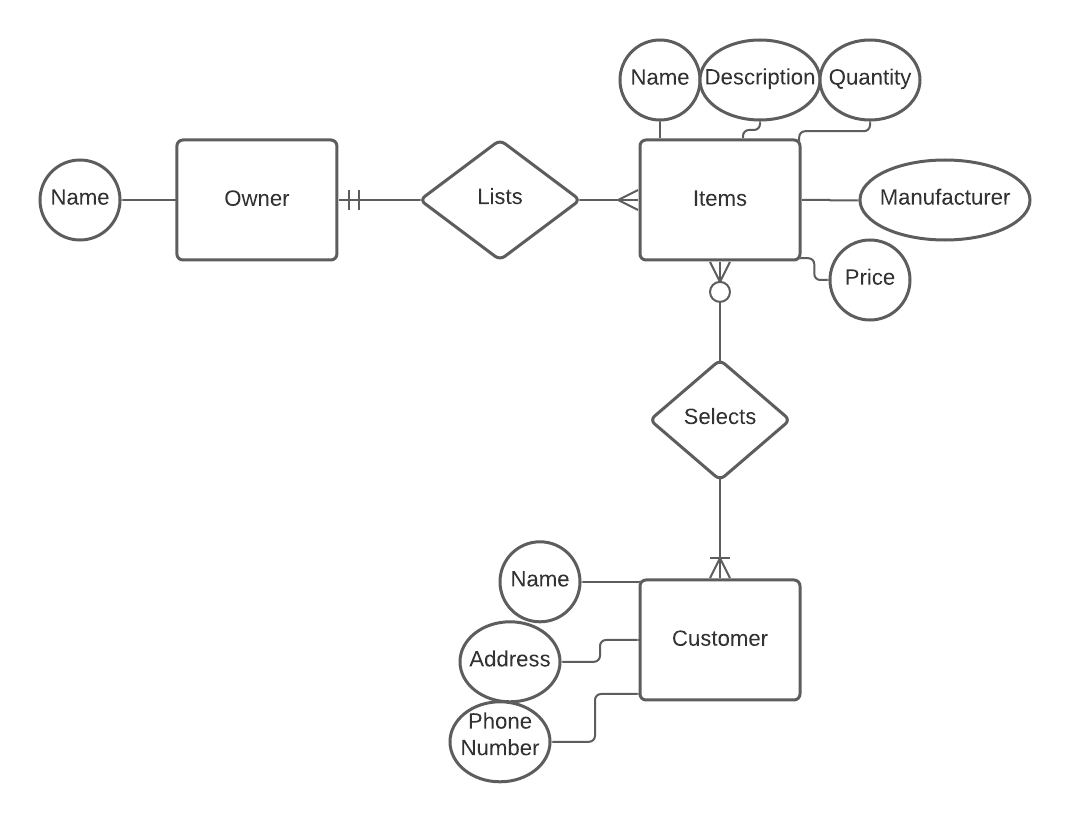 Name
Description
Quantity
Name
Owner
Lists
Items
Manufacturer
Price
Selects
Name
Address
Phone
Number
Customer